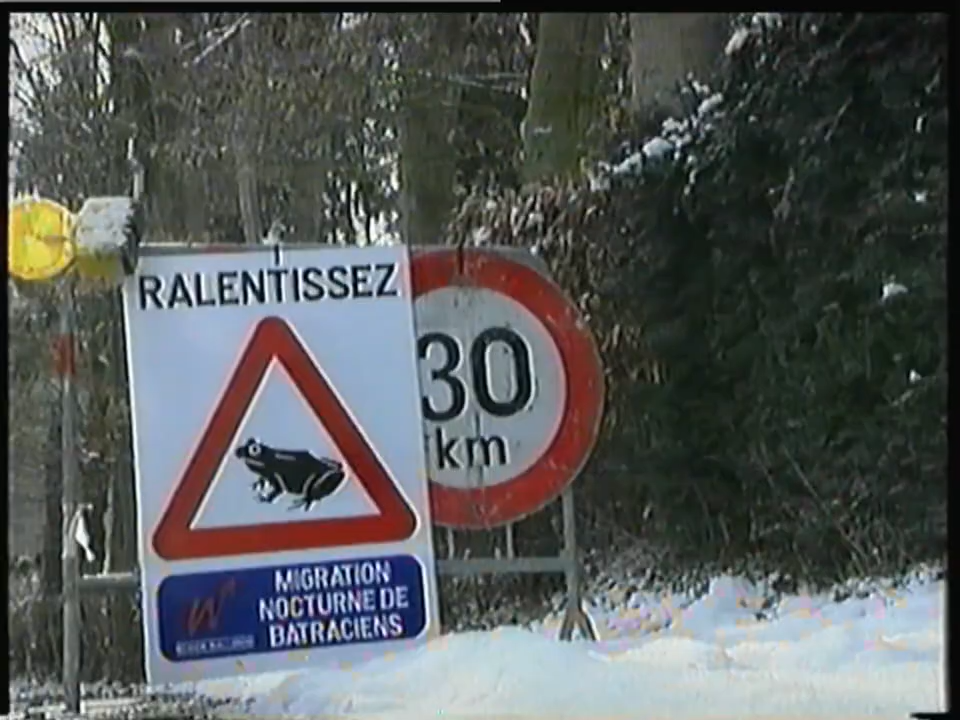 RALENTISSEZ
30
km
MIGRATION
NOCTURNE DE
BATRACIENS